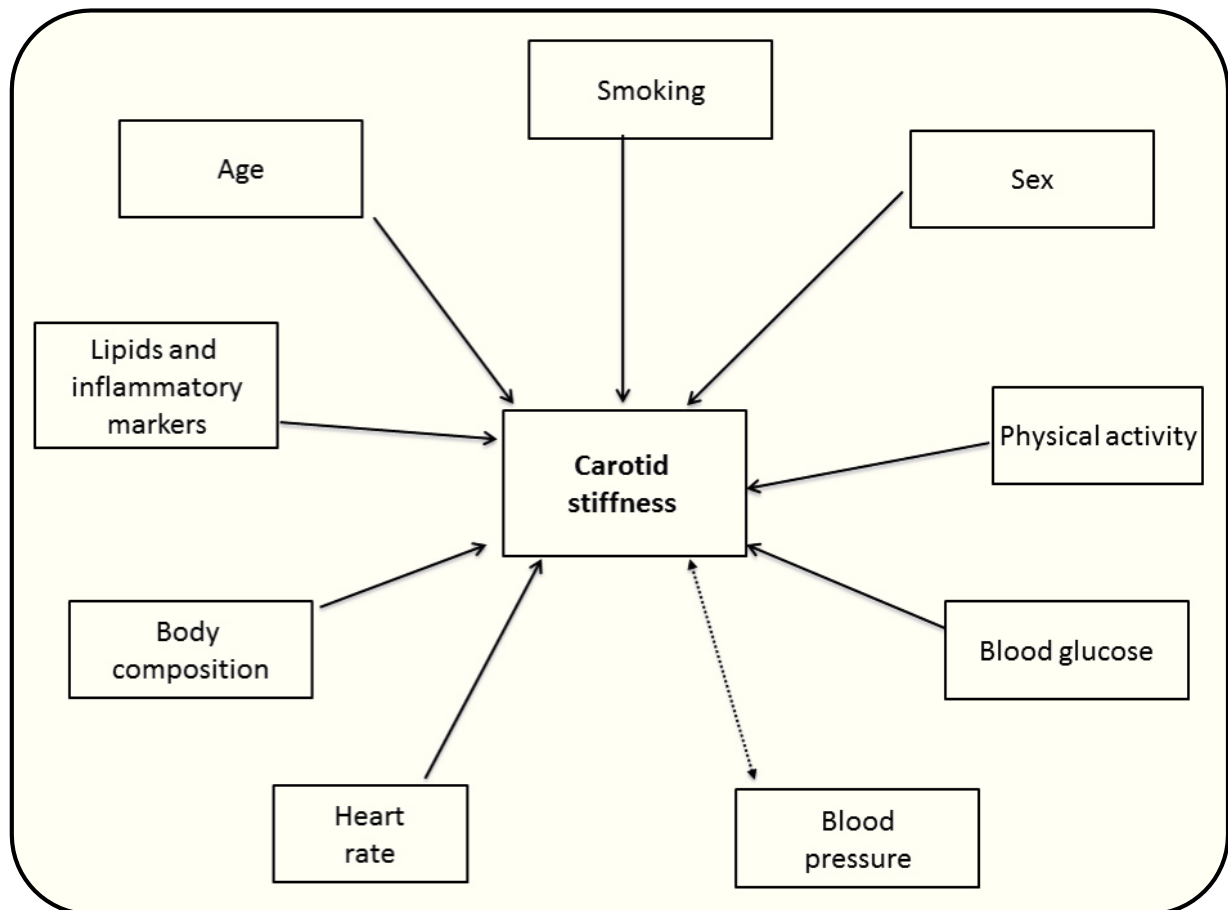 Smoking
Age
Sex
Lipids and
inflammatory
markers
Physical activity
Carotid
stiffness
Body
composition
Blood glucose
Heart
rate
Blood
pressure